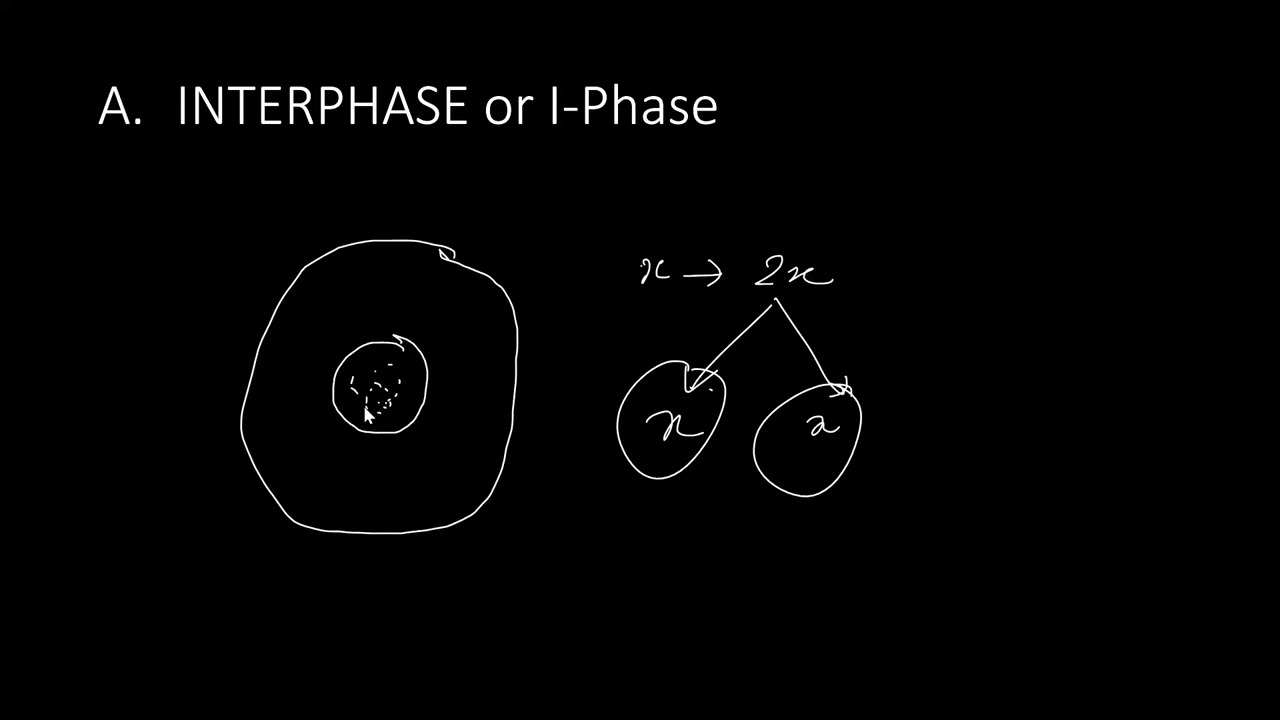 A. INTERPHASE or I-Phase
x → 2x
x x